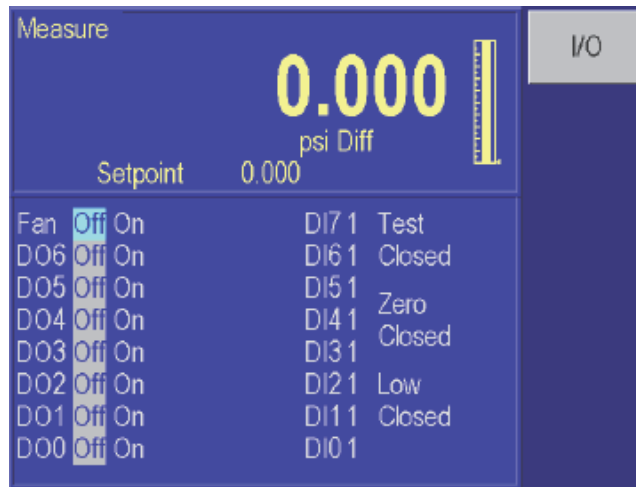 Measure
I/O
0.000
psi Diff
Setpoint 0.000
Fan Off On DI7 1 Test
DO6 Off On DI6 1 Closed
DO5 Off On DI5 1
Zero
DO4 Off On DI4 1
Closed
DO3 Off On DI3 1
DO2 Off On DI2 1 Low
DO1 Off On DI1 1 Closed
DO0 Off On DI0 1